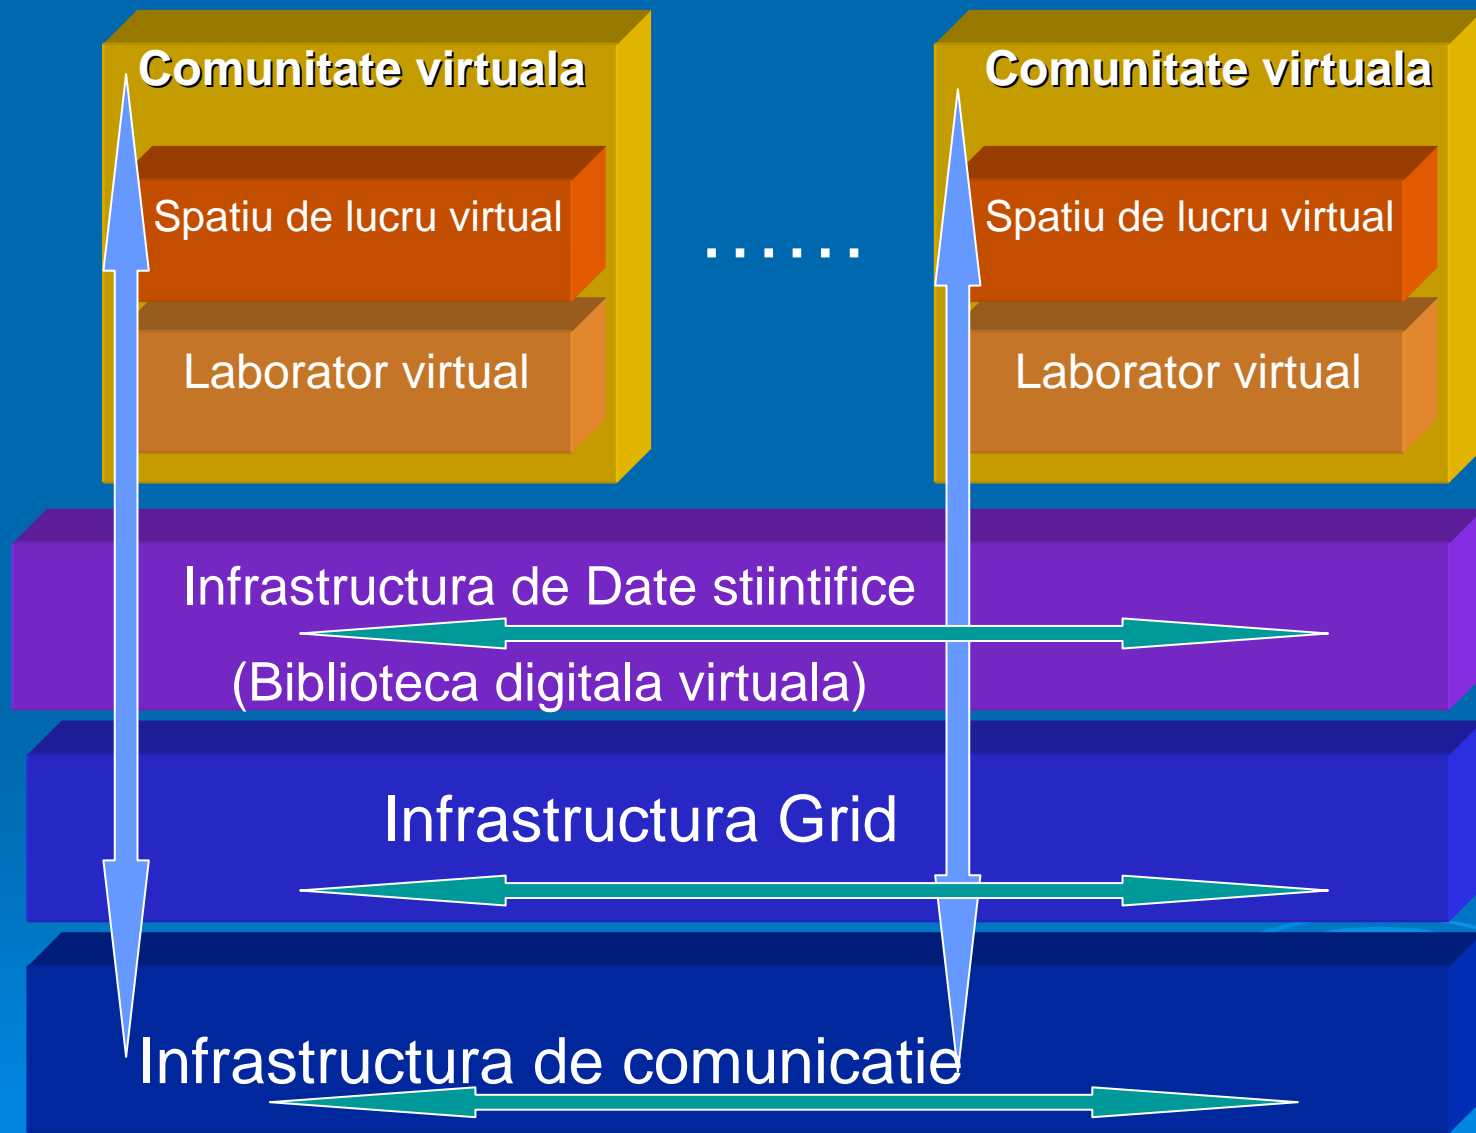 Comunitate virtuala
Spatiu de lucru virtual
Laborator virtual
......
Comunitate virtuala
Spatiu de lucru virtual
Laborator virtual
Infrastructura de Date stiintifice
(Biblioteca digitala virtuala)
Infrastructura Grid
Infrastructura de comunicatie